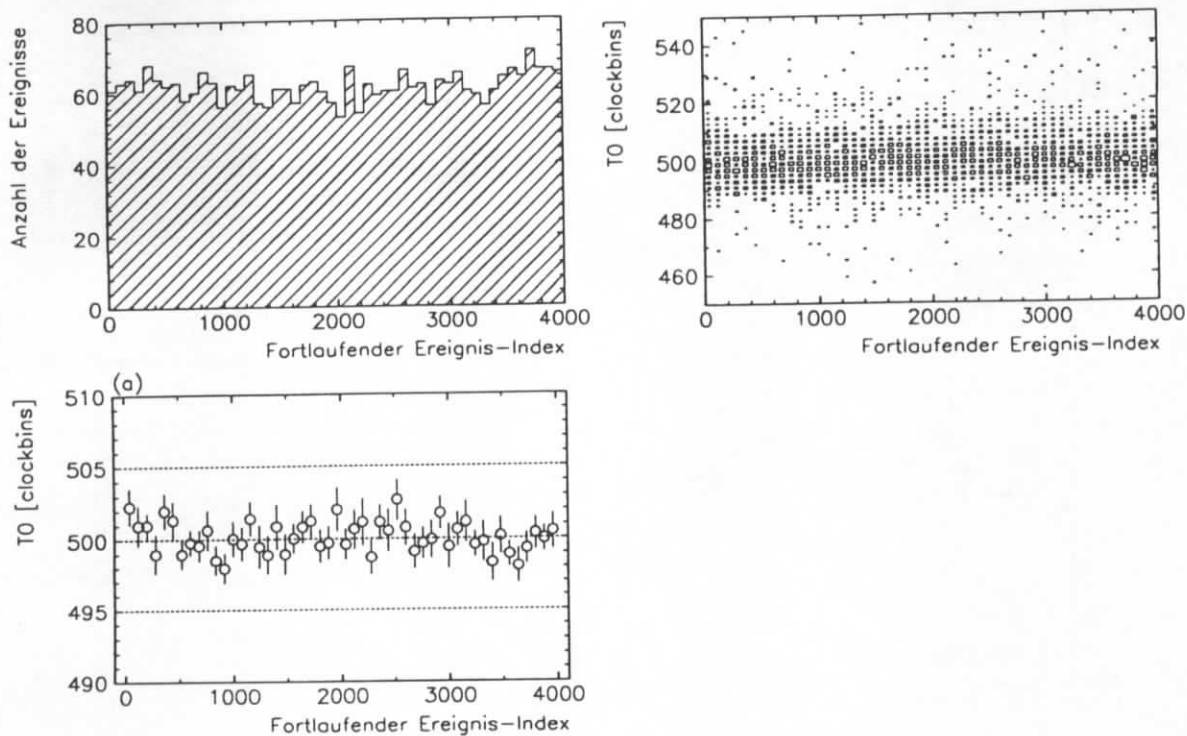 Anzahl der Ereignisse
80
60
40
20
0
0 1000 2000 3000 4000
Fortlaufender Ereignis-Index
T0 [clockbins]
540
520
500
480
460
0 1000 2000 3000 4000
Fortlaufender Ereignis-Index
(a)
T0 [clockbins]
510
505
500
495
490
0 1000 2000 3000 4000
Fortlaufender Ereignis-Index